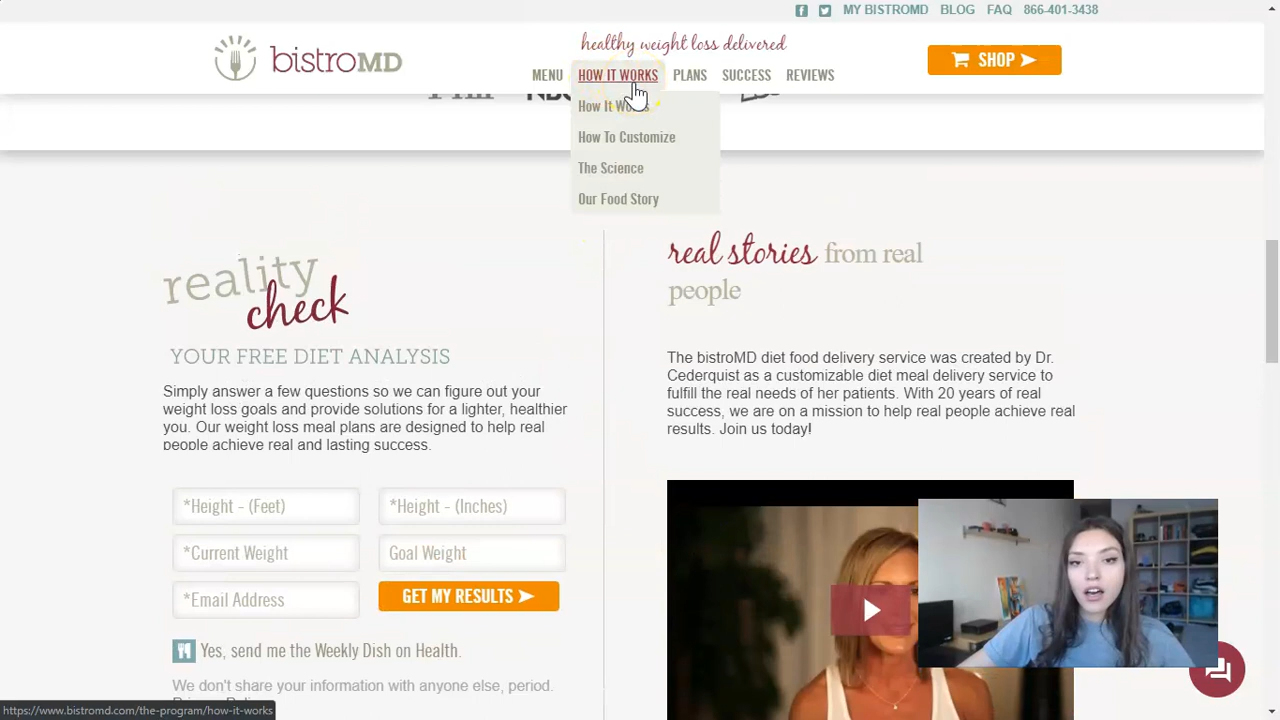 MY BISTROMD BLOG FAQ 866-401-3438
bistroMD
healthy weight loss delivered
MENU HOW IT WORKS PLANS SUCCESS REVIEWS
SHOP
How It Works
How To Customize
The Science
Our Food Story
reality
check
YOUR FREE DIET ANALYSIS
Simply answer a few questions so we can figure out your
weight loss goals and provide solutions for a lighter, healthier
you. Our weight loss meal plans are designed to help real
people achieve real and lasting success.
*Height - (Feet) *Height - (Inches)
*Current Weight Goal Weight
*Email Address GET MY RESULTS
Yes, send me the Weekly Dish on Health.
We don't share your information with anyone else, period.
real stories from real
people
The bistroMD diet food delivery service was created by Dr.
Cederquist as a customizable diet meal delivery service to
fulfill the real needs of her patients. With 20 years of real
success, we are on a mission to help real people achieve real
results. Join us today!
https://www.bistromd.com/the-program/how-it-works